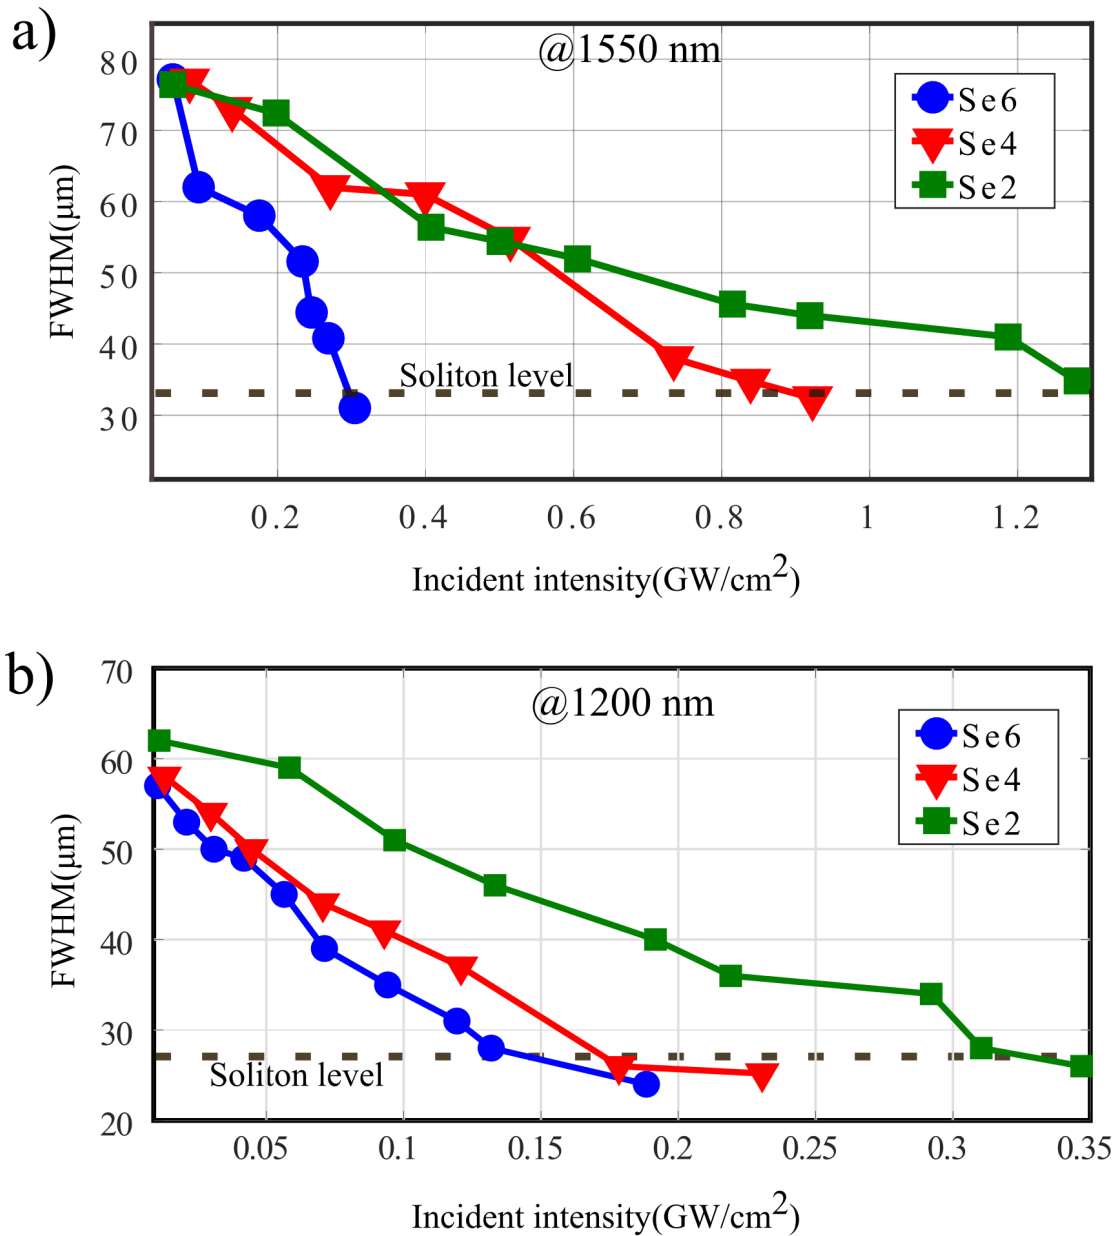 a)
@1550 nm
80
70
60
50
40
30
FWHM(μm)
Se6
Se4
Se2
Soliton level
0.2 0.4 0.6 0.8 1 1.2
Incident intensity(GW/cm²)
b)
@1200 nm
70
60
50
40
30
20
FWHM(μm)
Se6
Se4
Se2
Soliton level
0.05 0.1 0.15 0.2 0.25 0.3 0.35
Incident intensity(GW/cm²)